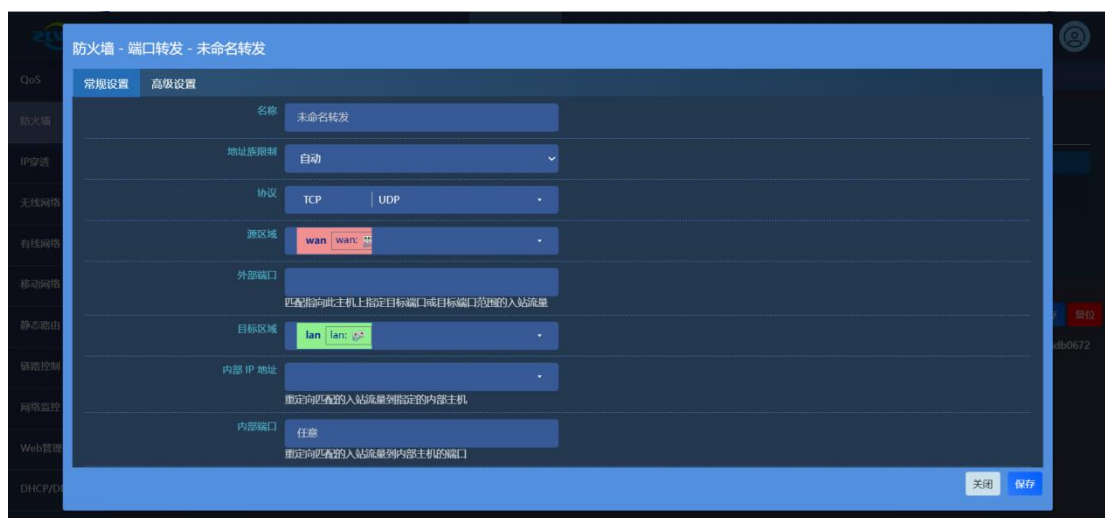 防火墙 - 端口转发 - 未命名转发
QoS
常规设置
高级设置
名称
未命名转发
防火墙
地址族限制
自动
IP穿透
协议
TCP
UDP
无线网络
源区域
wan wan:
有线网络
外部端口
匹配指向此主机上指定目标端口或目标端口范围的入站流量
移动网络
目标区域
lan lan:
静态路由
复位
db0672
内部 IP 地址
重定向匹配的入站流量到指定的内部主机
链路控制
网络监控
内部端口
任意
重定向匹配的入站流量到内部主机的端口
Web管理
DHCP/D
关闭
保存